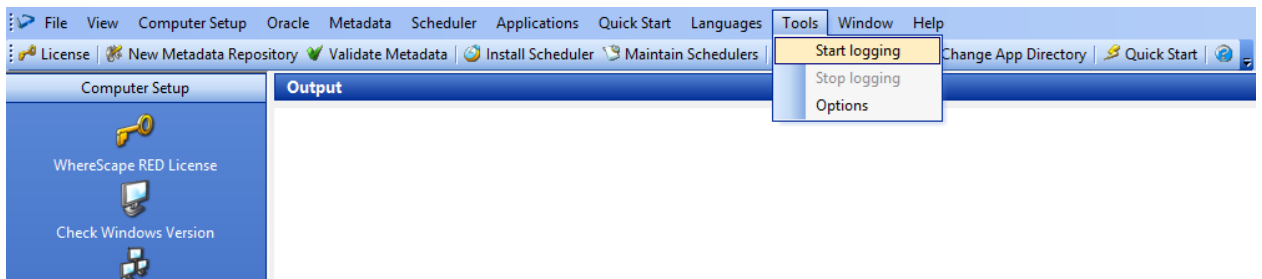 File View Computer Setup Oracle Metadata Scheduler Applications Quick Start Languages Tools Window Help
License New Metadata Repository Validate Metadata Install Scheduler Maintain Schedulers Change App Directory Quick Start
Start logging
Stop logging
Options
Computer Setup
Output
WhereScape RED License
Check Windows Version